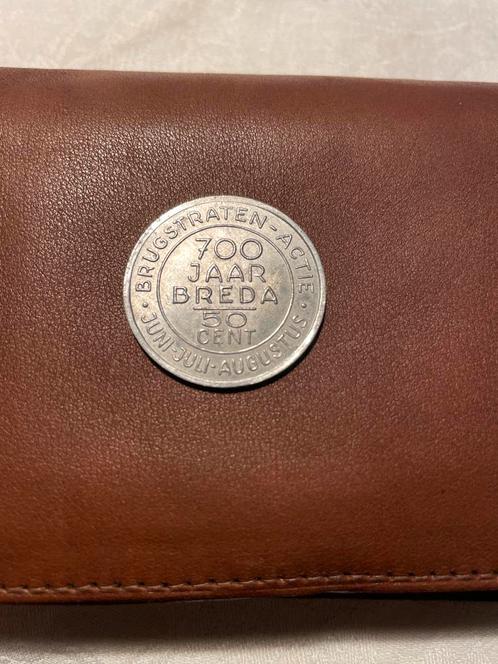 · BRUGSTRATEN-ACTIE ·
700
JAAR
BREDA
50
CENT
JUNI-JULI-AUGUSTUS